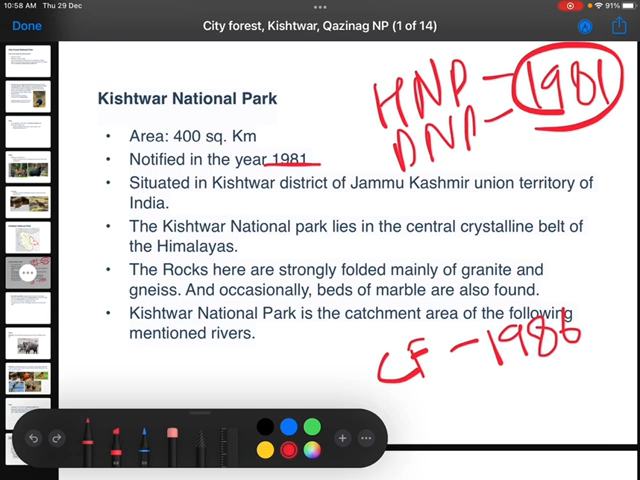 10:58 AM Thu 29 Dec
91%
Done
City forest, Kishtwar, Qazinag NP (1 of 14)
HNP - 1981
DNP -
Kishtwar National Park
• Area: 400 sq. Km
• Notified in the year 1981
• Situated in Kishtwar district of Jammu Kashmir union territory of
India.
• The Kishtwar National park lies in the central crystalline belt of
the Himalayas.
• The Rocks here are strongly folded mainly of granite and
gneiss. And occasionally, beds of marble are also found.
• Kishtwar National Park is the catchment area of the following
mentioned rivers.
CF - 1986